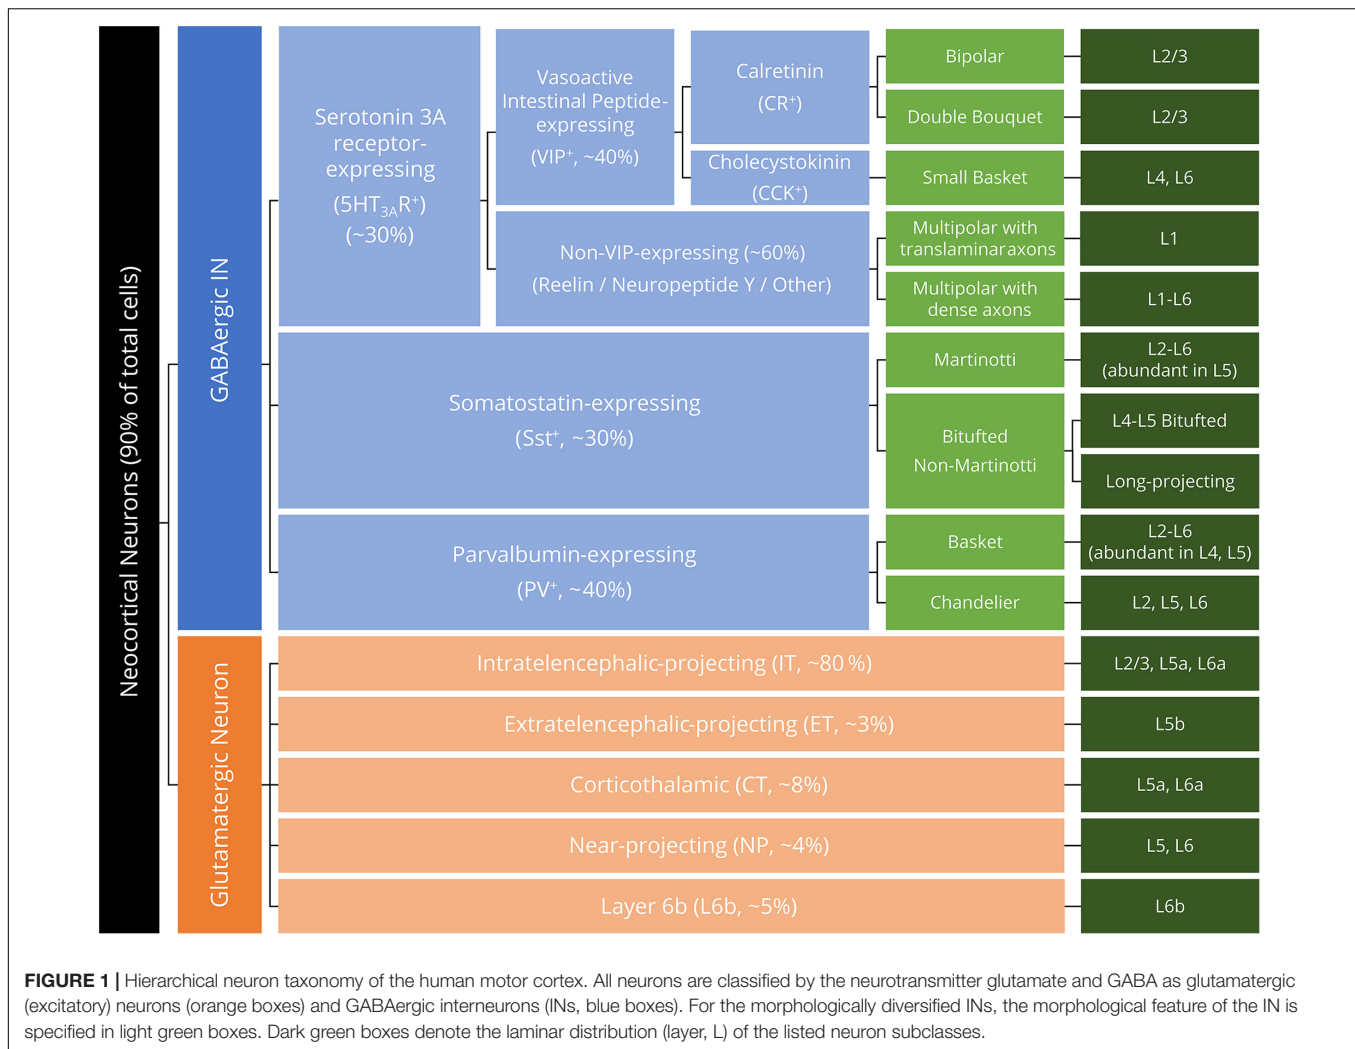 Neocortical Neurons (90% of total cells)
GABAergic IN
Serotonin 3A
receptor-
expressing
(5HT₃ₐR⁺)
(~30%)
Vasoactive
Intestinal Peptide-
expressing
(VIP⁺, ~40%)
Calretinin
(CR⁺)
Bipolar
L2/3
Double Bouquet
L2/3
Cholecystokinin
(CCK⁺)
Small Basket
L4, L6
Non-VIP-expressing (~60%)
(Reelin / Neuropeptide Y / Other)
Multipolar with
translaminaraxons
L1
Multipolar with
dense axons
L1-L6
Somatostatin-expressing
(Sst⁺, ~30%)
Martinotti
L2-L6
(abundant in L5)
Bitufted
Non-Martinotti
L4-L5 Bitufted
Long-projecting
Parvalbumin-expressing
(PV⁺, ~40%)
Basket
L2-L6
(abundant in L4, L5)
Chandelier
L2, L5, L6
Glutamatergic Neuron
Intratelencephalic-projecting (IT, ~80 %)
L2/3, L5a, L6a
Extratelencephalic-projecting (ET, ~3%)
L5b
Corticothalamic (CT, ~8%)
L5a, L6a
Near-projecting (NP, ~4%)
L5, L6
Layer 6b (L6b, ~5%)
L6b
FIGURE 1 | Hierarchical neuron taxonomy of the human motor cortex. All neurons are classified by the neurotransmitter glutamate and GABA as glutamatergic
(excitatory) neurons (orange boxes) and GABAergic interneurons (INs, blue boxes). For the morphologically diversified INs, the morphological feature of the IN is
specified in light green boxes. Dark green boxes denote the laminar distribution (layer, L) of the listed neuron subclasses.